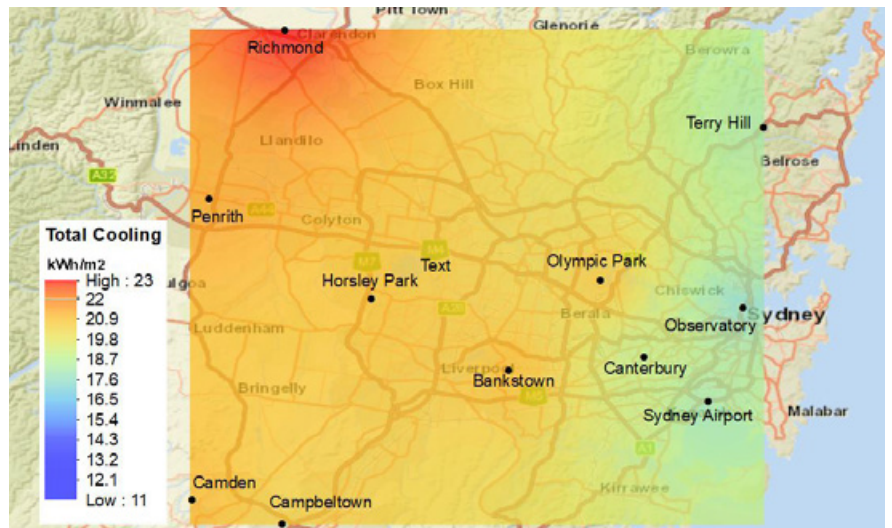 Pitt Town
Glenorie
Clarendon
Richmond
Berowra
Box Hill
Winmalee
Terry Hill
Llandilo
Linden
Belrose
A32
Penrith
A44
Colyton
Total Cooling
M4
Olympic Park
kWh/m2
M7
Text
High : 23
Horsley Park
Chiswick
22
20.9
Observatory
Sydney
Berala
19.8
Luddenham
18.7
Canterbury
17.6
Liverpool
Bankstown
16.5
Bringelly
M5
15.4
Sydney Airport
Malabar
14.3
13.2
A1
12.1
Camden
Kirrawee
Low : 11
Campbeltown